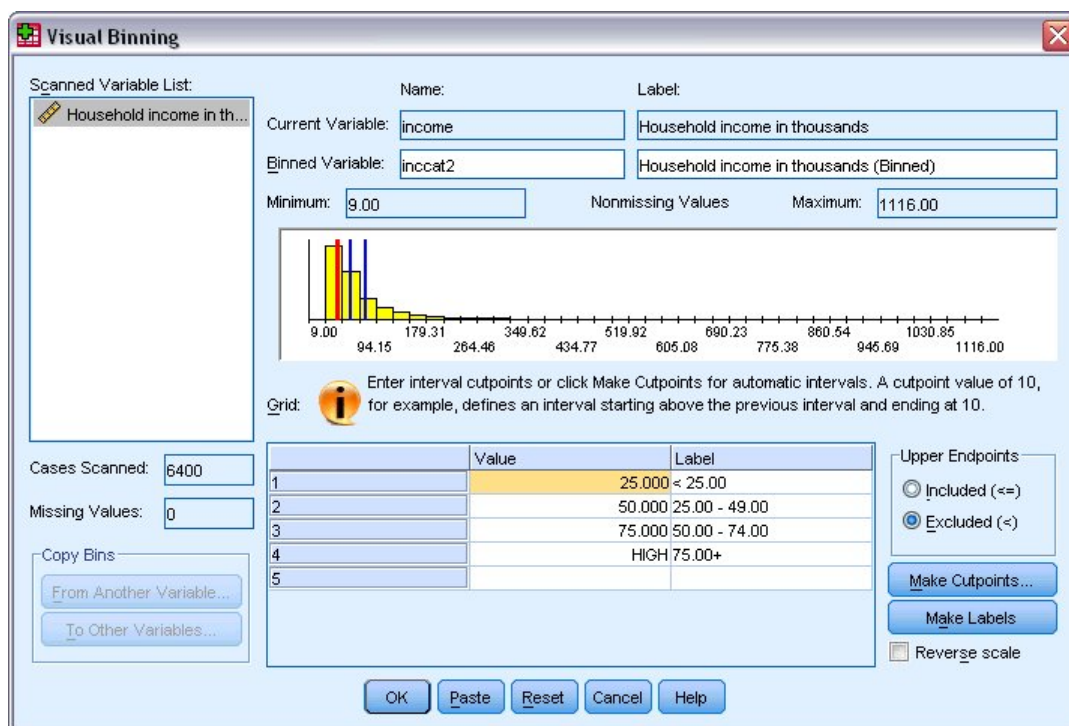 Visual Binning
Scanned Variable List:
Household income in th...
Name:
Label:
Current Variable:
income
Household income in thousands
Binned Variable:
inccat2
Household income in thousands (Binned)
Minimum:
9.00
Nonmissing Values
Maximum:
1116.00
9.00 179.31 349.62 519.92 690.23 860.54 1030.85
94.15 264.46 434.77 605.08 775.38 945.69 1116.00
Enter interval cutpoints or click Make Cutpoints for automatic intervals. A cutpoint value of 10,
for example, defines an interval starting above the previous interval and ending at 10.
Grid:
Value Label
1 25.000 < 25.00
2 50.000 25.00 - 49.00
3 75.000 50.00 - 74.00
4 HIGH 75.00+
5
Cases Scanned:
6400
Missing Values:
0
Copy Bins
From Another Variable...
To Other Variables...
Upper Endpoints
Included (<=)
Excluded (<)
Make Cutpoints...
Make Labels
Reverse scale
OK
Paste
Reset
Cancel
Help